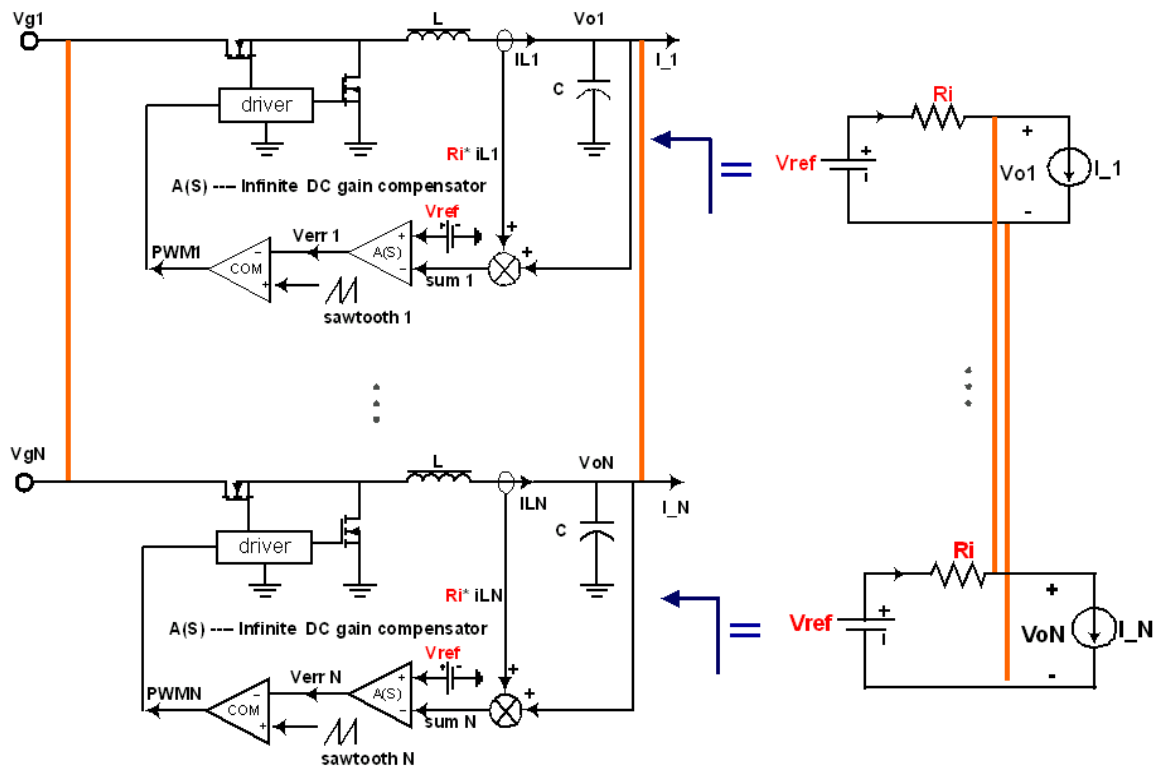 Vg1
L
Vo1
IL1
I_1
C
driver
Ri* iL1
A(S) ---- Infinite DC gain compensator
Vref
+ -
Verr 1
+
PWM1
COM
-
+
A(S)
+
-
+
sum 1
sawtooth 1
Ri
Vref
+
i
+
Vo1
-
I_1
=
VgN
L
VoN
ILN
I_N
C
driver
Ri* iLN
A(S) ---- Infinite DC gain compensator
Vref
+ -
Verr N
+
PWMN
COM
-
+
A(S)
+
-
+
sum N
sawtooth N
Ri
Vref
+
i
+
VoN
-
I_N
=